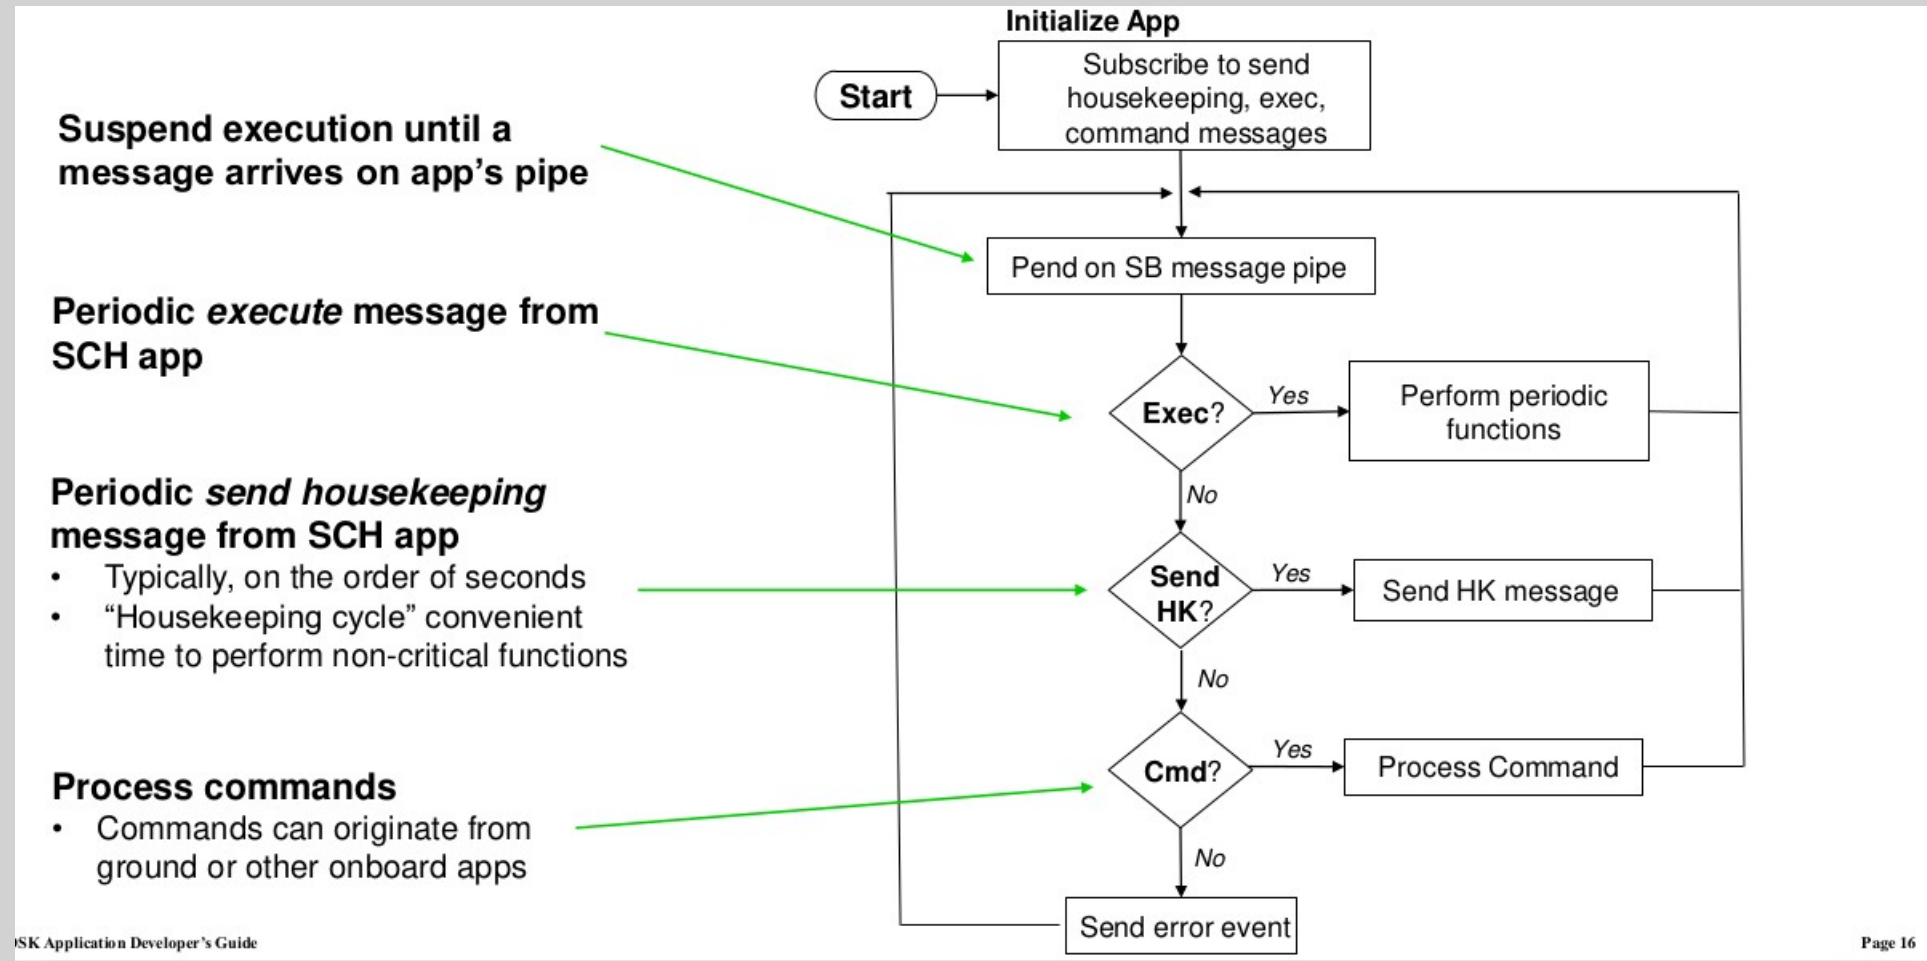 Initialize App
Start
Subscribe to send
housekeeping, exec,
command messages
Suspend execution until a
message arrives on app’s pipe
Pend on SB message pipe
Periodic execute message from
SCH app
Exec?
Yes
Perform periodic
functions
No
Periodic send housekeeping
message from SCH app
• Typically, on the order of seconds
• “Housekeeping cycle” convenient
time to perform non-critical functions
Send
HK?
Yes
Send HK message
No
Process commands
• Commands can originate from
ground or other onboard apps
Cmd?
Yes
Process Command
No
Send error event
SK Application Developer’s Guide
Page 16